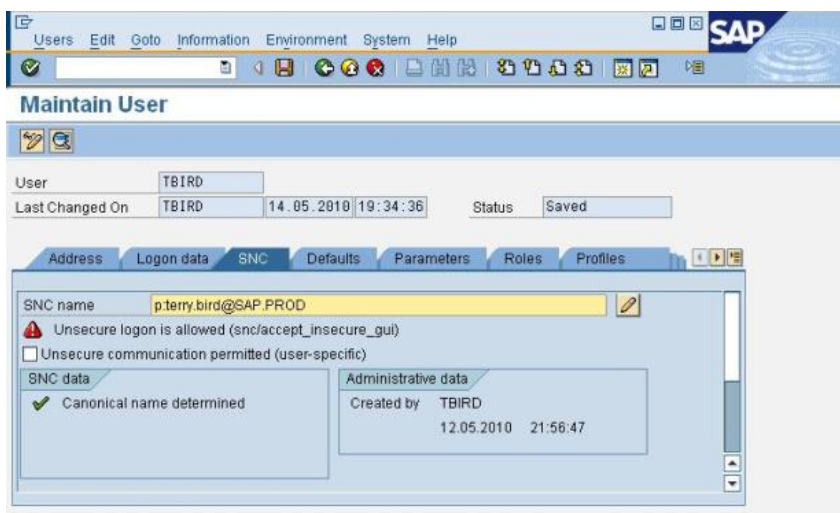 Users Edit Goto Information Environment System Help
SAP
Maintain User
User TBIRD
Last Changed On TBIRD 14.05.2010 19:34:36 Status Saved
Address Logon data SNC Defaults Parameters Roles Profiles
SNC name p:terry.bird@SAP.PROD
Unsecure logon is allowed (snc/accept_insecure_gui)
Unsecure communication permitted (user-specific)
SNC data Administrative data
Canonical name determined Created by TBIRD
12.05.2010 21:56:47